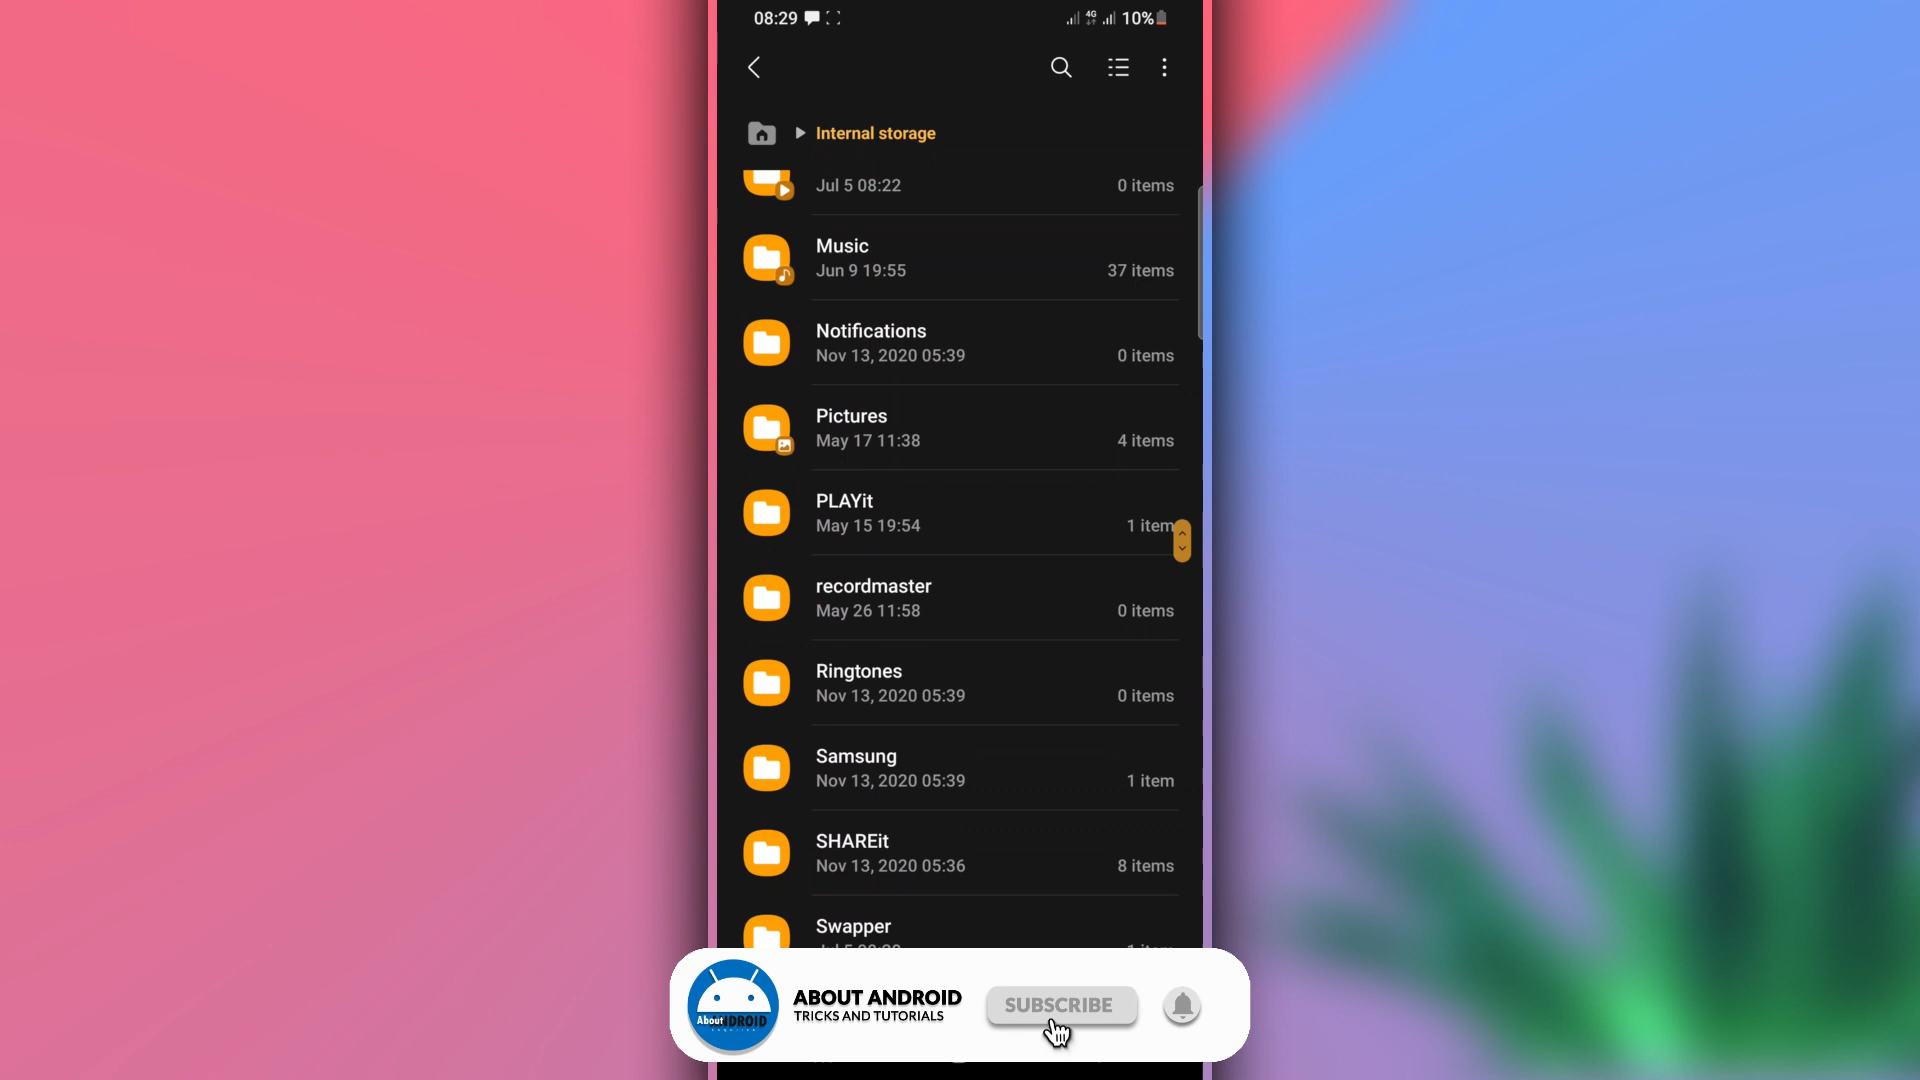 08:29
4G
10%
Internal storage
Jul 5 08:22
0 items
Music
Jun 9 19:55
37 items
Notifications
Nov 13, 2020 05:39
0 items
Pictures
May 17 11:38
4 items
PLAYit
May 15 19:54
1 item
recordmaster
May 26 11:58
0 items
Ringtones
Nov 13, 2020 05:39
0 items
Samsung
Nov 13, 2020 05:39
1 item
SHAREit
Nov 13, 2020 05:36
8 items
Swapper
About ANDROID
ABOUT ANDROID
TRICKS AND TUTORIALS
SUBSCRIBE